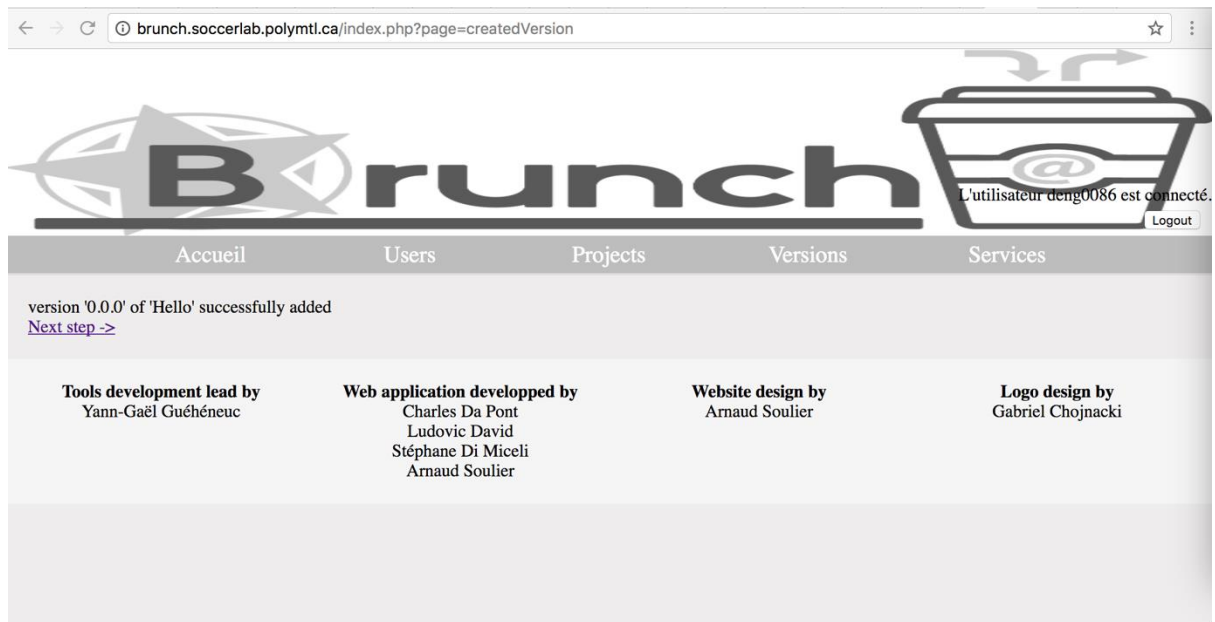 brunch.soccerlab.polymtl.ca/index.php?page=createdVersion
Brunch
@
L'utilisateur deng0086 est connecté.
Logout
Accueil Users Projects Versions Services
version '0.0.0' of 'Hello' successfully added
Next step ->
Tools development lead by
Yann-Gaël Guéhéneuc
Web application developped by
Charles Da Pont
Ludovic David
Stéphane Di Miceli
Arnaud Soulier
Website design by
Arnaud Soulier
Logo design by
Gabriel Chojnacki